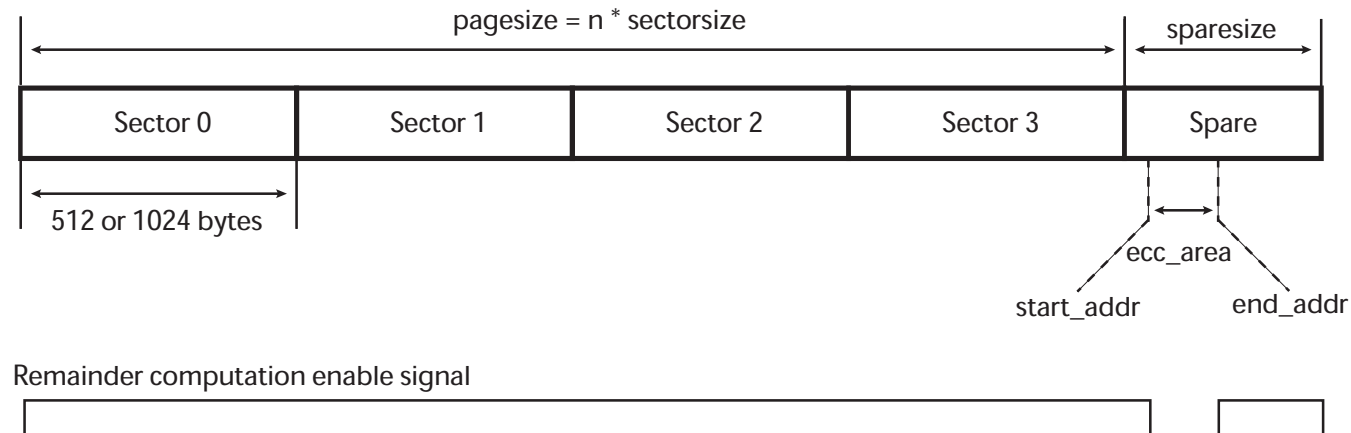 pagesize = n * sectorsize
sparesize
Sector 0
Sector 1
Sector 2
Sector 3
Spare
512 or 1024 bytes
ecc_area
start_addr
end_addr
Remainder computation enable signal